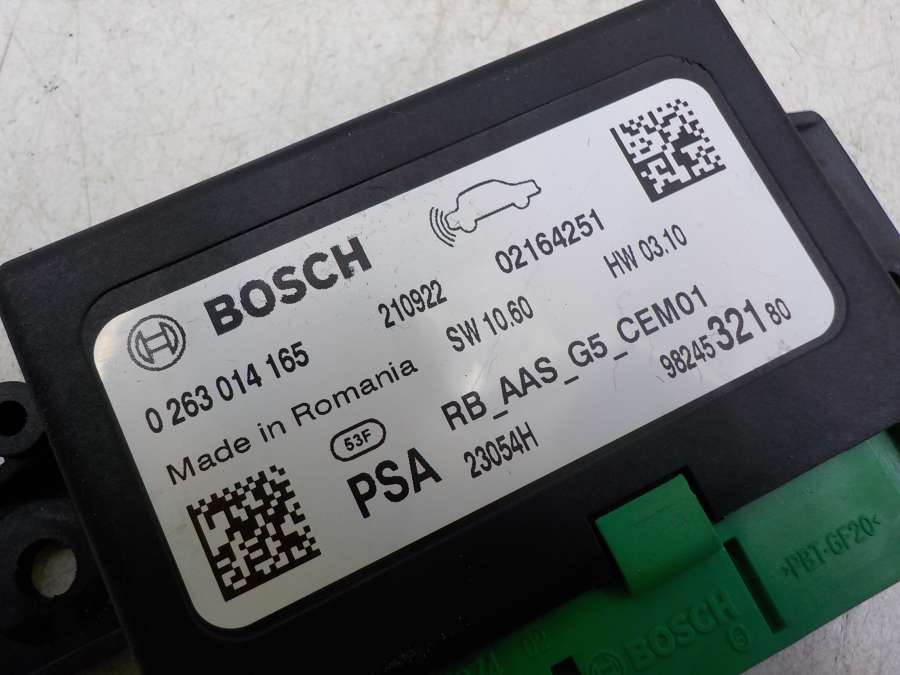 BOSCH
0 263 014 165
210922
02164251
Made in Romania
SW 10.60
HW 03.10
53F
PSA
RB_AAS_G5_CEM01
23054H
98245 321 80
>PBT-GF20<
BOSCH